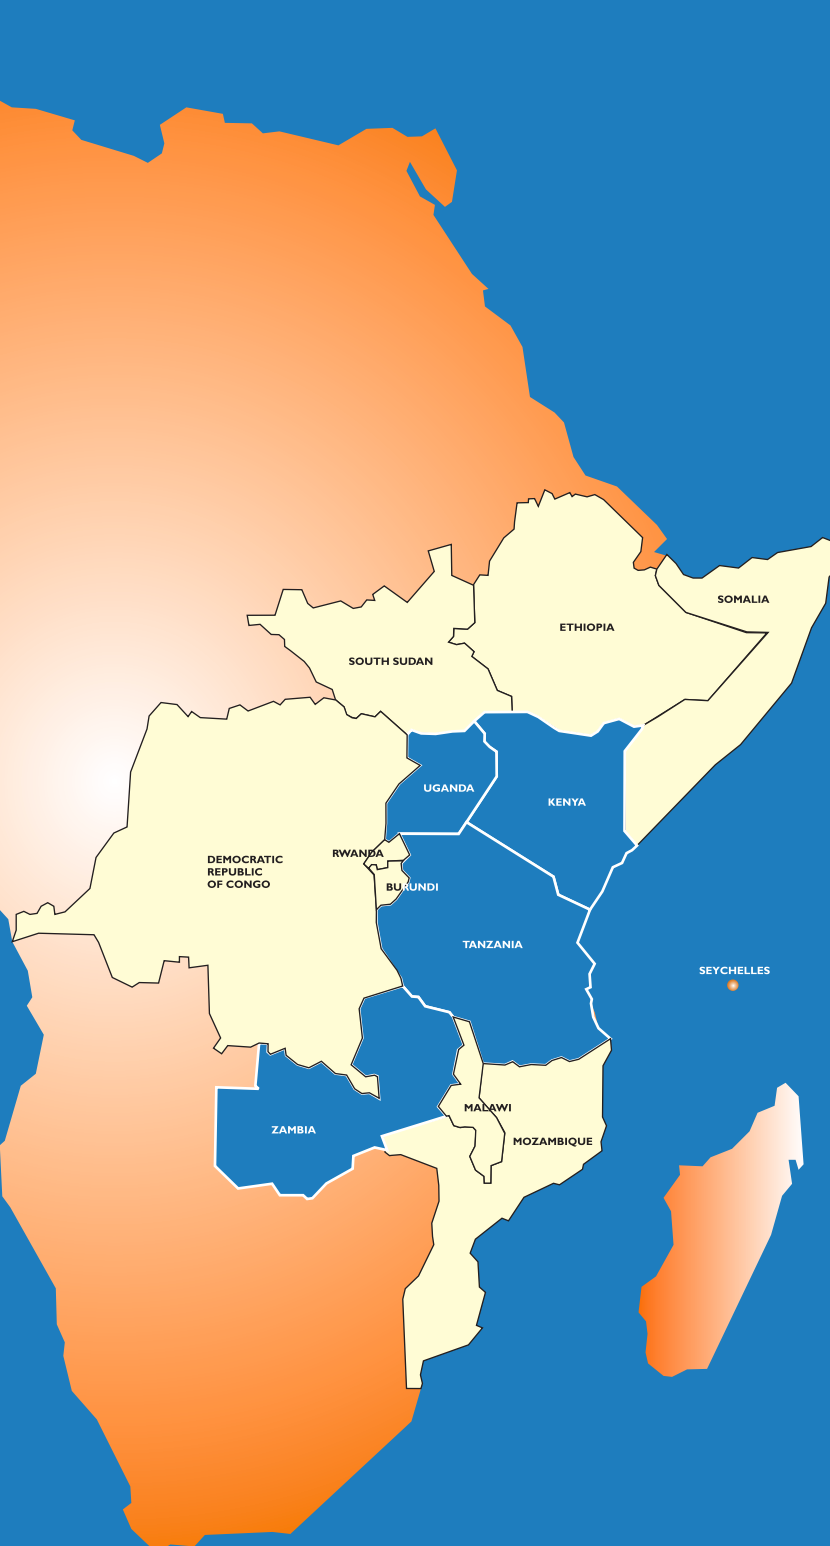 SOMALIA
ETHIOPIA
SOUTH SUDAN
UGANDA
KENYA
RWANDA
DEMOCRATIC
REPUBLIC
OF CONGO
BURUNDI
TANZANIA
SEYCHELLES
MALAWI
ZAMBIA
MOZAMBIQUE